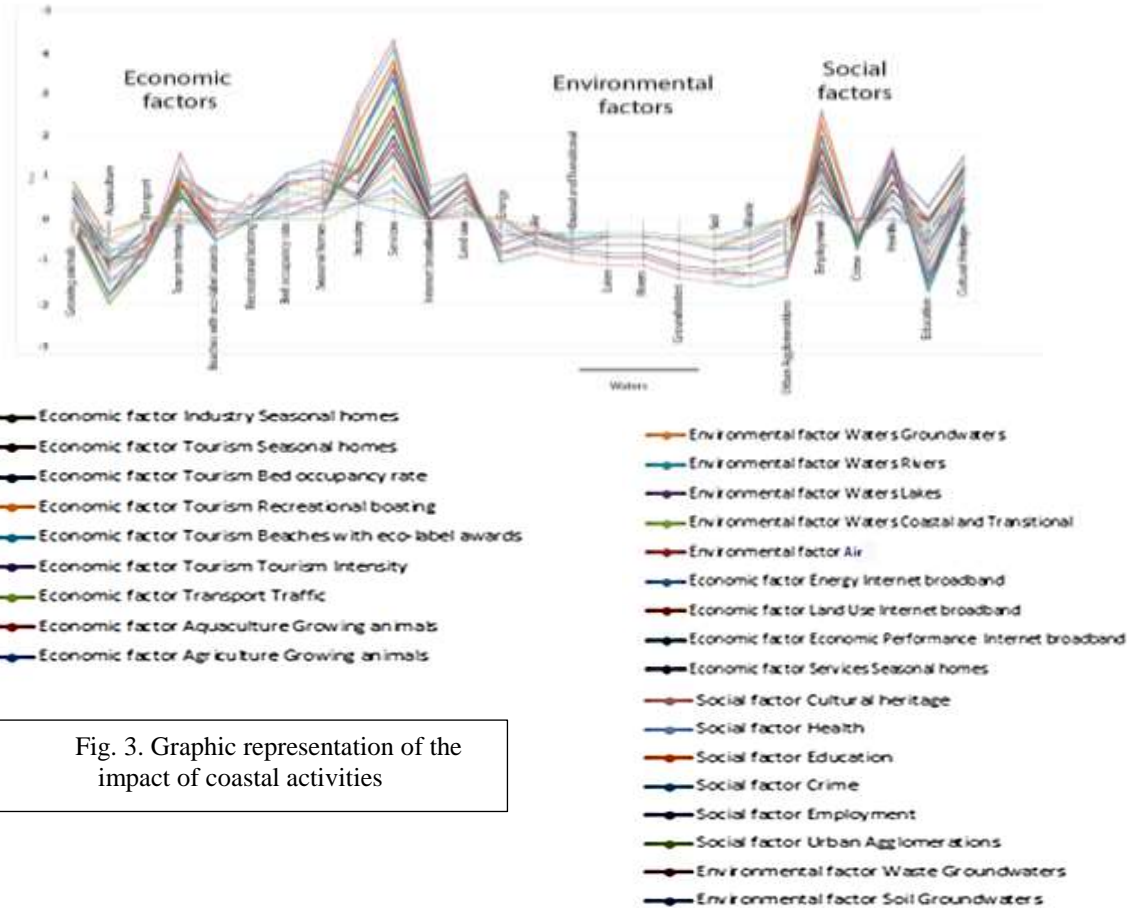 5
4
3
2
1
0
-1
-2
-3
Economic
factors
Environmental
factors
Social
factors
Growing animals
Aquaculture
Transport
Tourism Intensity
Beaches with eco-label awards
Recreational boating
Bed occupancy rate
Seasonal homes
Industry
Services
Internet broadband
Land use
Energy
Air
Coastal and Transitional
Lakes
Rivers
Groundwaters
Soil
Waste
Urban Agglomerations
Employment
Crime
Health
Education
Cultural Heritage
Waters
Economic factor Industry Seasonal homes
Economic factor Tourism Seasonal homes
Economic factor Tourism Bed occupancy rate
Economic factor Tourism Recreational boating
Economic factor Tourism Beaches with eco-label awards
Economic factor Tourism Tourism Intensity
Economic factor Transport Traffic
Economic factor Aquaculture Growing animals
Economic factor Agriculture Growing animals
Environmental factor Waters Groundwaters
Environmental factor Waters Rivers
Environmental factor Waters Lakes
Environmental factor Waters Coastal and Transitional
Environmental factor Air
Economic factor Energy Internet broadband
Economic factor Land Use Internet broadband
Economic factor Economic Performance Internet broadband
Economic factor Services Seasonal homes
Social factor Cultural heritage
Social factor Health
Social factor Education
Social factor Crime
Social factor Employment
Social factor Urban Agglomerations
Environmental factor Waste Groundwaters
Environmental factor Soil Groundwaters
Fig. 3. Graphic representation of the
impact of coastal activities